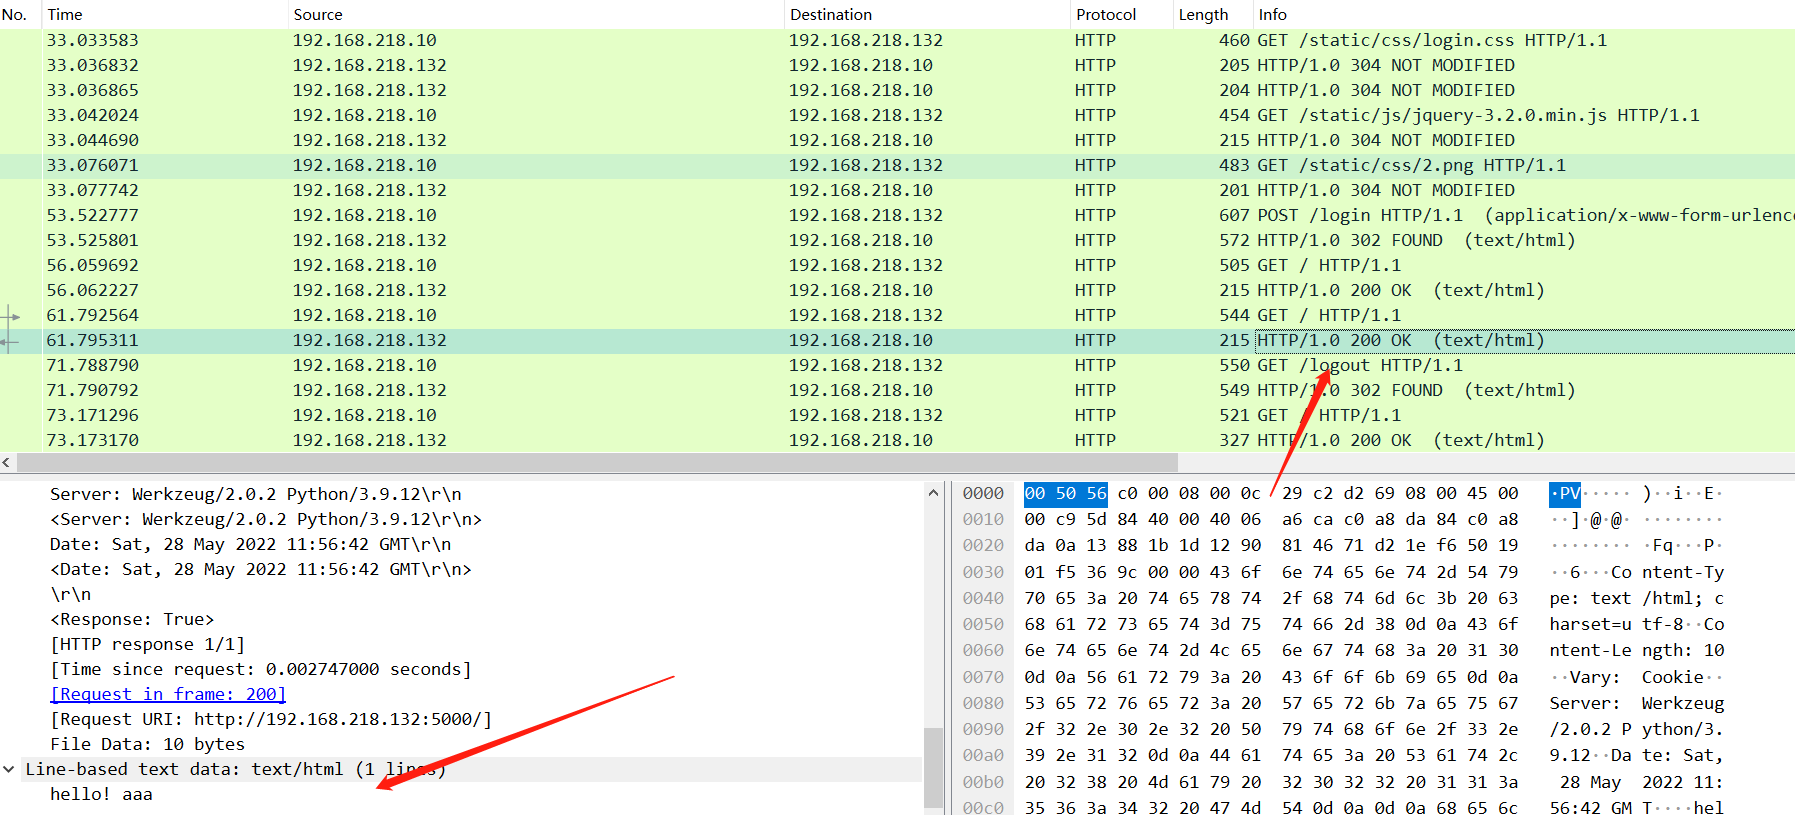 No. Time Source Destination Protocol Length Info
33.033583 192.168.218.10 192.168.218.132 HTTP 460 GET /static/css/login.css HTTP/1.1
33.036832 192.168.218.132 192.168.218.10 HTTP 205 HTTP/1.0 304 NOT MODIFIED
33.036865 192.168.218.132 192.168.218.10 HTTP 204 HTTP/1.0 304 NOT MODIFIED
33.042024 192.168.218.10 192.168.218.132 HTTP 454 GET /static/js/jquery-3.2.0.min.js HTTP/1.1
33.044690 192.168.218.132 192.168.218.10 HTTP 215 HTTP/1.0 304 NOT MODIFIED
33.076071 192.168.218.10 192.168.218.132 HTTP 483 GET /static/css/2.png HTTP/1.1
33.077742 192.168.218.132 192.168.218.10 HTTP 201 HTTP/1.0 304 NOT MODIFIED
53.522777 192.168.218.10 192.168.218.132 HTTP 607 POST /login HTTP/1.1 (application/x-www-form-urlenc
53.525801 192.168.218.132 192.168.218.10 HTTP 572 HTTP/1.0 302 FOUND (text/html)
56.059692 192.168.218.10 192.168.218.132 HTTP 505 GET / HTTP/1.1
56.062227 192.168.218.132 192.168.218.10 HTTP 215 HTTP/1.0 200 OK (text/html)
61.792564 192.168.218.10 192.168.218.132 HTTP 544 GET / HTTP/1.1
61.795311 192.168.218.132 192.168.218.10 HTTP 215 HTTP/1.0 200 OK (text/html)
71.788790 192.168.218.10 192.168.218.132 HTTP 550 GET /logout HTTP/1.1
71.790792 192.168.218.132 192.168.218.10 HTTP 549 HTTP/1.0 302 FOUND (text/html)
73.171296 192.168.218.10 192.168.218.132 HTTP 521 GET / HTTP/1.1
73.173170 192.168.218.132 192.168.218.10 HTTP 327 HTTP/1.0 200 OK (text/html)
Server: Werkzeug/2.0.2 Python/3.9.12\r\n
<Server: Werkzeug/2.0.2 Python/3.9.12\r\n>
Date: Sat, 28 May 2022 11:56:42 GMT\r\n
<Date: Sat, 28 May 2022 11:56:42 GMT\r\n>
\r\n
<Response: True>
[HTTP response 1/1]
[Time since request: 0.002747000 seconds]
[Request in frame: 200]
[Request URI: http://192.168.218.132:5000/]
File Data: 10 bytes
Line-based text data: text/html (1 lines)
hello! aaa
0000 00 50 56 c0 00 08 00 0c 29 c2 d2 69 08 00 45 00 ·PV····· )··i··E·
0010 00 c9 5d 84 40 00 40 06 a6 ca c0 a8 da 84 c0 a8 ··]·@·@· ········
0020 da 0a 13 88 1b 1d 12 90 81 46 71 d2 1e f6 50 19 ········ ·Fq···P·
0030 01 f5 36 9c 00 00 43 6f 6e 74 65 6e 74 2d 54 79 ··6···Co ntent-Ty
0040 70 65 3a 20 74 65 78 74 2f 68 74 6d 6c 3b 20 63 pe: text /html; c
0050 68 61 72 73 65 74 3d 75 74 66 2d 38 0d 0a 43 6f harset=u tf-8··Co
0060 6e 74 65 6e 74 2d 4c 65 6e 67 74 68 3a 20 31 30 ntent-Le ngth: 10
0070 0d 0a 56 61 72 79 3a 20 43 6f 6f 6b 69 65 0d 0a ··Vary: Cookie··
0080 53 65 72 76 65 72 3a 20 57 65 72 6b 7a 65 75 67 Server: Werkzeug
0090 2f 32 2e 30 2e 32 20 50 79 74 68 6f 6e 2f 33 2e /2.0.2 P ython/3.
00a0 39 2e 31 32 0d 0a 44 61 74 65 3a 20 53 61 74 2c 9.12··Da te: Sat,
00b0 20 32 38 20 4d 61 79 20 32 30 32 32 20 31 31 3a 28 May 2022 11:
00c0 35 36 3a 34 32 20 47 4d 54 0d 0a 0d 0a 68 65 6c 56:42 GM T····hel